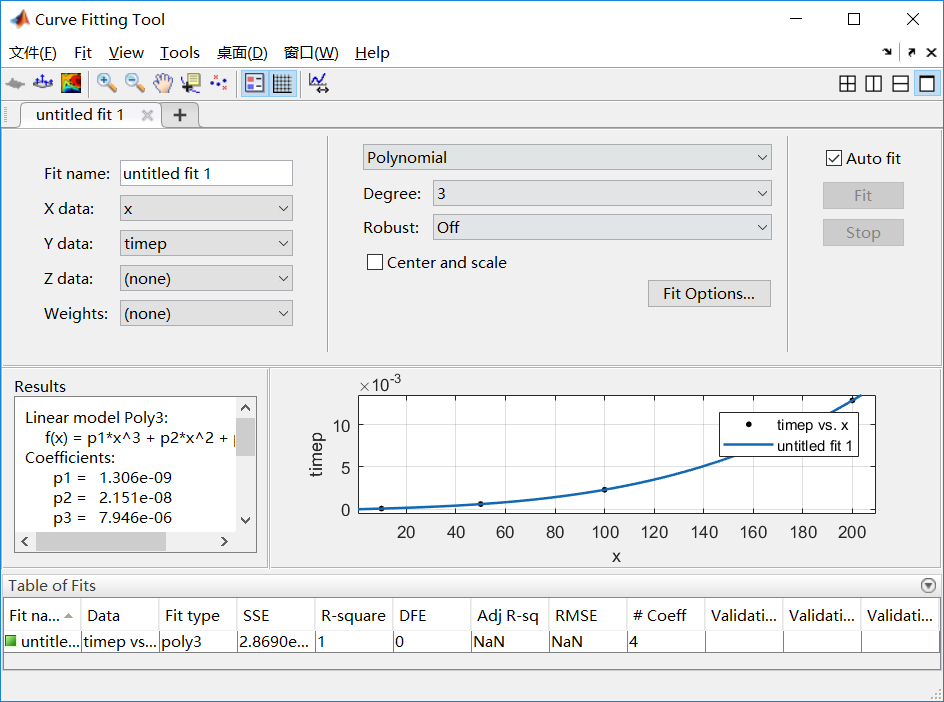 Curve Fitting Tool
文件(F) Fit View Tools 桌面(D) 窗口(W) Help
untitled fit 1
Fit name: untitled fit 1
X data: x
Y data: timep
Z data: (none)
Weights: (none)
Polynomial
Degree: 3
Robust: Off
Center and scale
Fit Options...
Auto fit
Fit
Stop
Results
Linear model Poly3:
f(x) = p1*x^3 + p2*x^2 +
Coefficients:
p1 = 1.306e-09
p2 = 2.151e-08
p3 = 7.946e-06
×10-3
10
5
0
timep
timep vs. x
untitled fit 1
20 40 60 80 100 120 140 160 180 200
x
Table of Fits
Fit na... Data Fit type SSE R-square DFE Adj R-sq RMSE # Coeff Validati... Validati... Validati...
untitle... timep vs... poly3 2.8690e... 1 0 NaN NaN 4